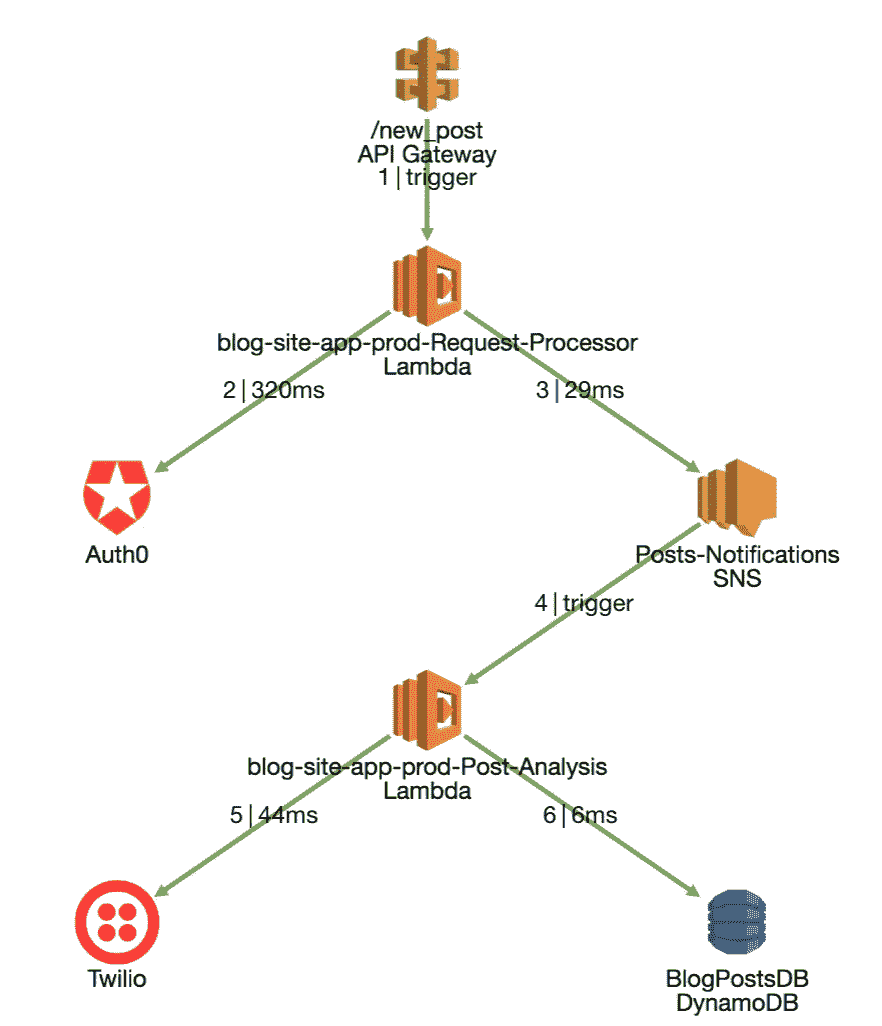 /new_post
API Gateway
1|trigger
blog-site-app-prod-Request-Processor
Lambda
2|320ms
3|29ms
Auth0
Posts-Notifications
SNS
4|trigger
blog-site-app-prod-Post-Analysis
Lambda
5|44ms
6|6ms
Twilio
BlogPostsDB
DynamoDB